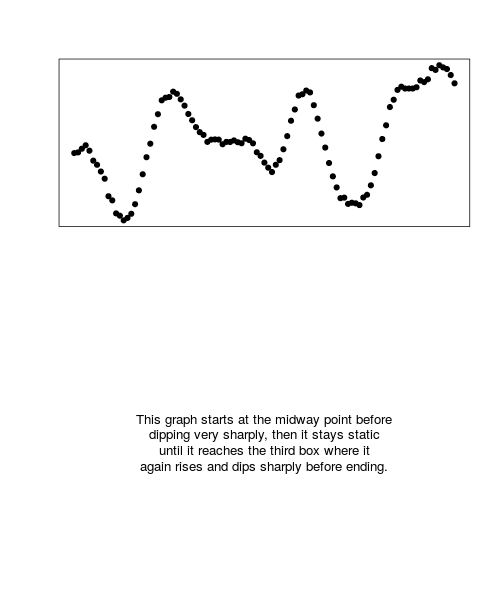 This graph starts at the midway point before
dipping very sharply, then it stays static
until it reaches the third box where it
again rises and dips sharply before ending.